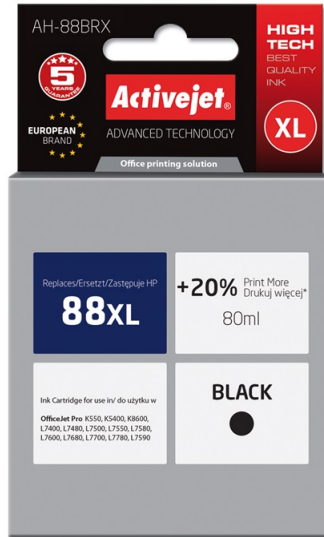 AH-88BRX
HIGH
TECH
BEST
QUALITY
INK
5
YEARS
GUARANTEE
Activejet®
EUROPEAN
BRAND
ADVANCED TECHNOLOGY
XL
Office printing solution
Replaces/Ersetzt/Zastępuje HP
88XL
+20% Print More
Drukuj więcej*
80ml
Ink Cartridge for use in/ do użytku w
OfficeJet Pro K550, K5400, K8600,
L7400, L7480, L7500, L7550, L7580,
L7600, L7680, L7700, L7780, L7590
BLACK